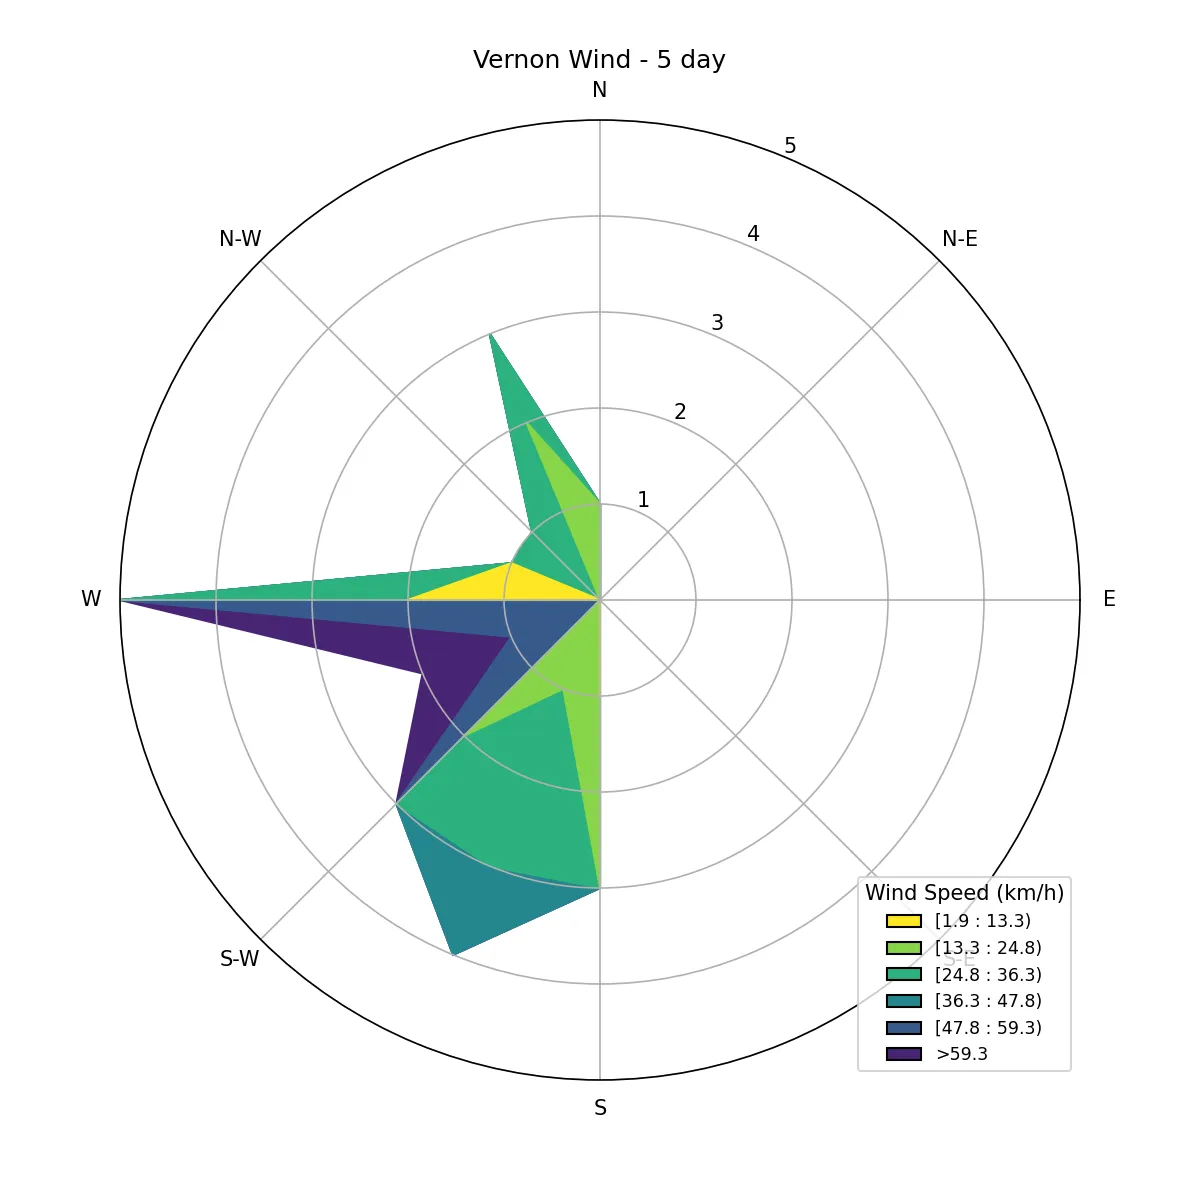 Vernon Wind - 5 day
N
5
N-W
4
N-E
3
2
1
W
E
Wind Speed (km/h)
[1.9 : 13.3)
[13.3 : 24.8)
S-W
S-E
[24.8 : 36.3)
[36.3 : 47.8)
[47.8 : 59.3)
>59.3
S